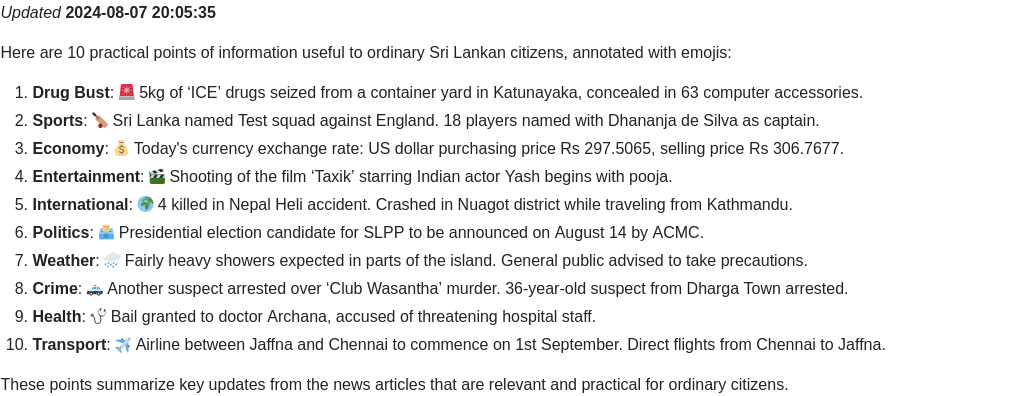 Updated 2024-08-07 20:05:35
Here are 10 practical points of information useful to ordinary Sri Lankan citizens, annotated with emojis:
1. Drug Bust: 🚨 5kg of ‘ICE’ drugs seized from a container yard in Katunayaka, concealed in 63 computer accessories.
2. Sports: 🏏 Sri Lanka named Test squad against England. 18 players named with Dhananja de Silva as captain.
3. Economy: 💰 Today's currency exchange rate: US dollar purchasing price Rs 297.5065, selling price Rs 306.7677.
4. Entertainment: 🎬 Shooting of the film ‘Taxik’ starring Indian actor Yash begins with pooja.
5. International: 🌍 4 killed in Nepal Heli accident. Crashed in Nuagot district while traveling from Kathmandu.
6. Politics: 🗳️ Presidential election candidate for SLPP to be announced on August 14 by ACMC.
7. Weather: 🌧️ Fairly heavy showers expected in parts of the island. General public advised to take precautions.
8. Crime: 🚓 Another suspect arrested over ‘Club Wasantha’ murder. 36-year-old suspect from Dharga Town arrested.
9. Health: 🩺 Bail granted to doctor Archana, accused of threatening hospital staff.
10. Transport: ✈️ Airline between Jaffna and Chennai to commence on 1st September. Direct flights from Chennai to Jaffna.
These points summarize key updates from the news articles that are relevant and practical for ordinary citizens.